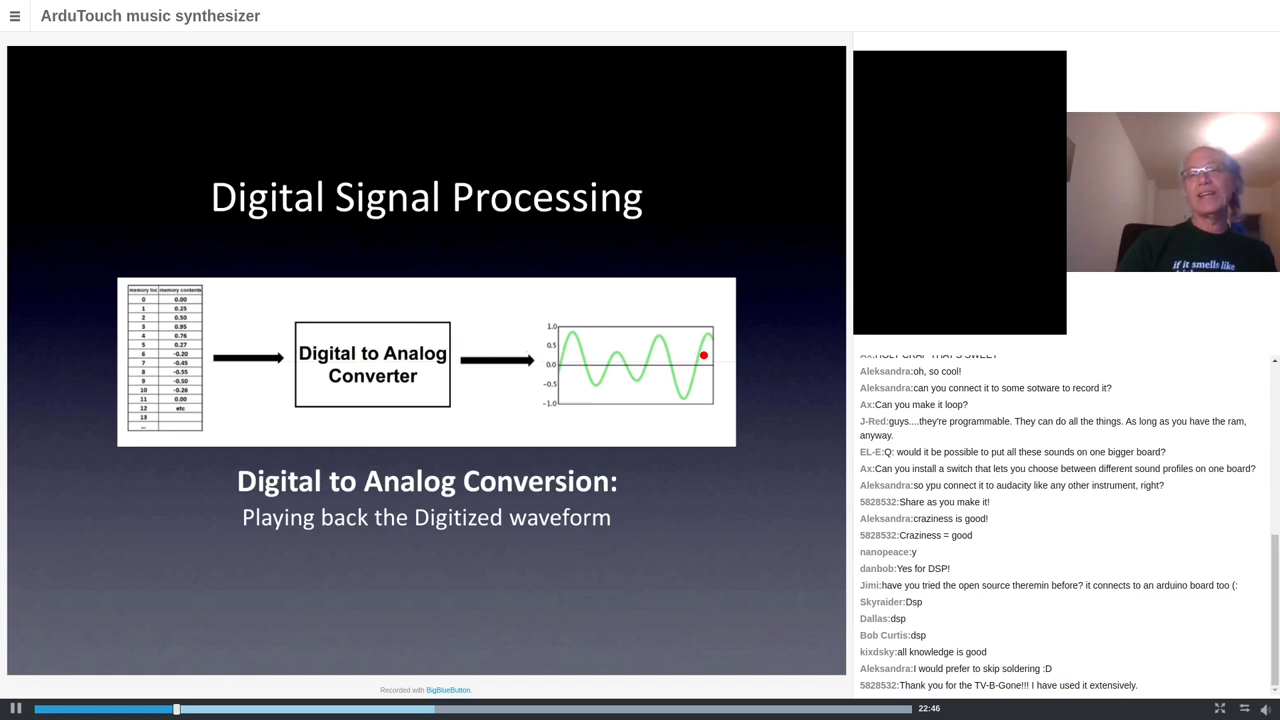 ArduTouch music synthesizer
Digital Signal Processing
memory loc memory contents
0 0.00
1 0.25
2 0.50
3 0.95
4 0.76
5 0.27
6 -0.20
7 -0.45
8 -0.55
9 -0.50
10 -0.26
11 0.00
12 etc
13
...
Digital to Analog
Converter
1.0
0.5
0.0
-0.5
-1.0
Digital to Analog Conversion:
Playing back the Digitized waveform
Recorded with BigBlueButton.
if it smells like
Ax:HOLY CRAP THAT'S SWEET
Aleksandra:oh, so cool!
Aleksandra:can you connect it to some sotware to record it?
Ax:Can you make it loop?
J-Red:guys....they're programmable. They can do all the things. As long as you have the ram,
anyway.
EL-E:Q: would it be possible to put all these sounds on one bigger board?
Ax:Can you install a switch that lets you choose between different sound profiles on one board?
Aleksandra:so ypu connect it to audacity like any other instrument, right?
5828532:Share as you make it!
Aleksandra:craziness is good!
5828532:Craziness = good
nanopeace:y
danbob:Yes for DSP!
Jimi:have you tried the open source theremin before? it connects to an arduino board too (:
Skyraider:Dsp
Dallas:dsp
Bob Curtis:dsp
kixdsky:all knowledge is good
Aleksandra:I would prefer to skip soldering :D
5828532:Thank you for the TV-B-Gone!!! I have used it extensively.
22:46